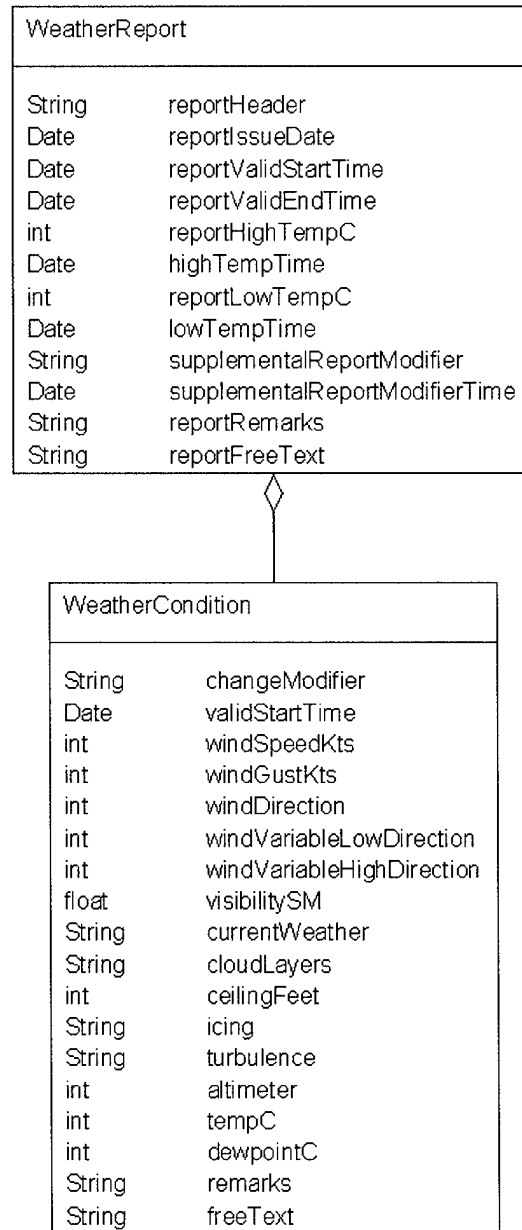 WeatherReport
String reportHeader
Date reportIssueDate
Date reportValidStartTime
Date reportValidEndTime
int reportHighTempC
Date highTempTime
int reportLowTempC
Date lowTempTime
String supplementalReportModifier
Date supplementalReportModifierTime
String reportRemarks
String reportFreeText
WeatherCondition
String changeModifier
Date validStartTime
int windSpeedKts
int windGustKts
int windDirection
int windVariableLowDirection
int windVariableHighDirection
float visibilitySM
String currentWeather
String cloudLayers
int ceilingFeet
String icing
String turbulence
int altimeter
int tempC
int dewpointC
String remarks
String freeText